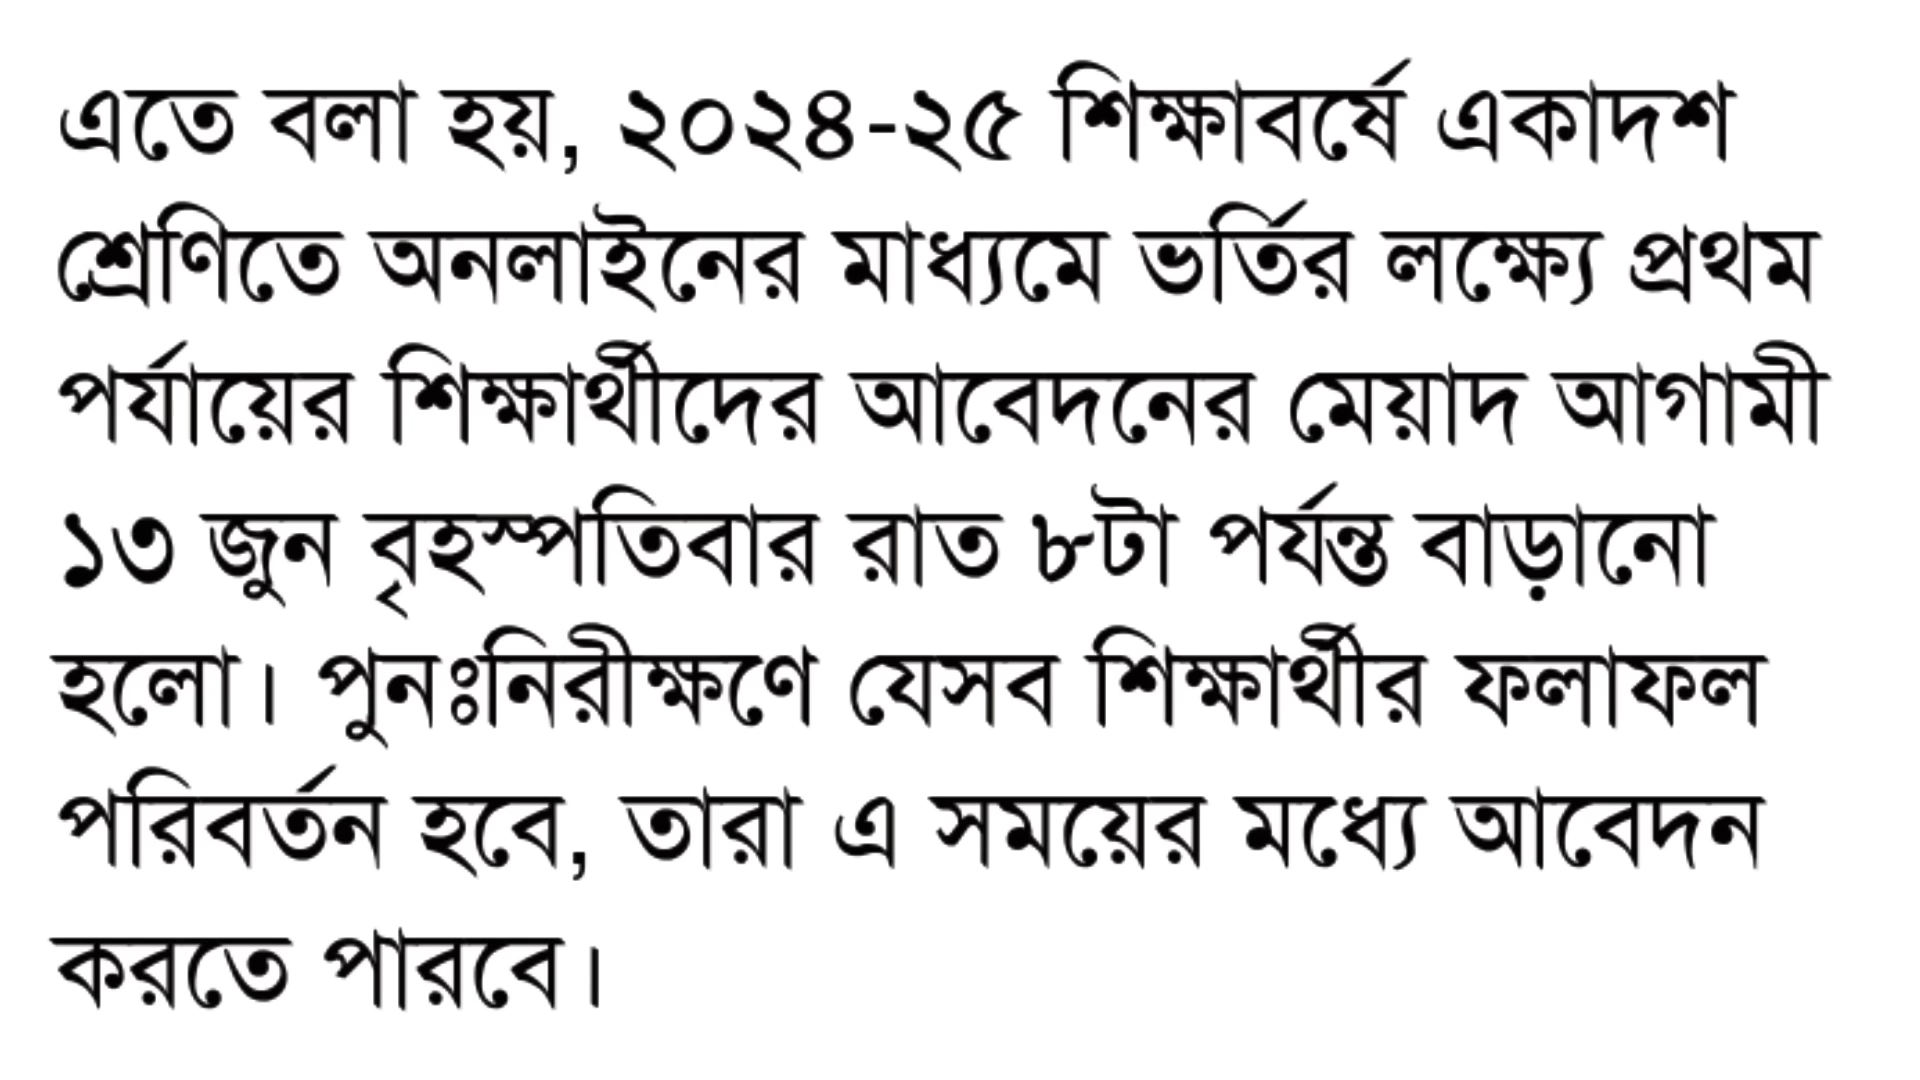 এতে বলা হয়, ২০২৪-২৫ শিক্ষাবর্ষে একাদশ
শ্রেণিতে অনলাইনের মাধ্যমে ভর্তির লক্ষ্যে প্রথম
পর্যায়ের শিক্ষার্থীদের আবেদনের মেয়াদ আগামী
১৩ জুন বৃহস্পতিবার রাত ৮টা পর্যন্ত বাড়ানো
হলো। পুনঃনিরীক্ষণে যেসব শিক্ষার্থীর ফলাফল
পরিবর্তন হবে, তারা এ সময়ের মধ্যে আবেদন
করতে পারবে।